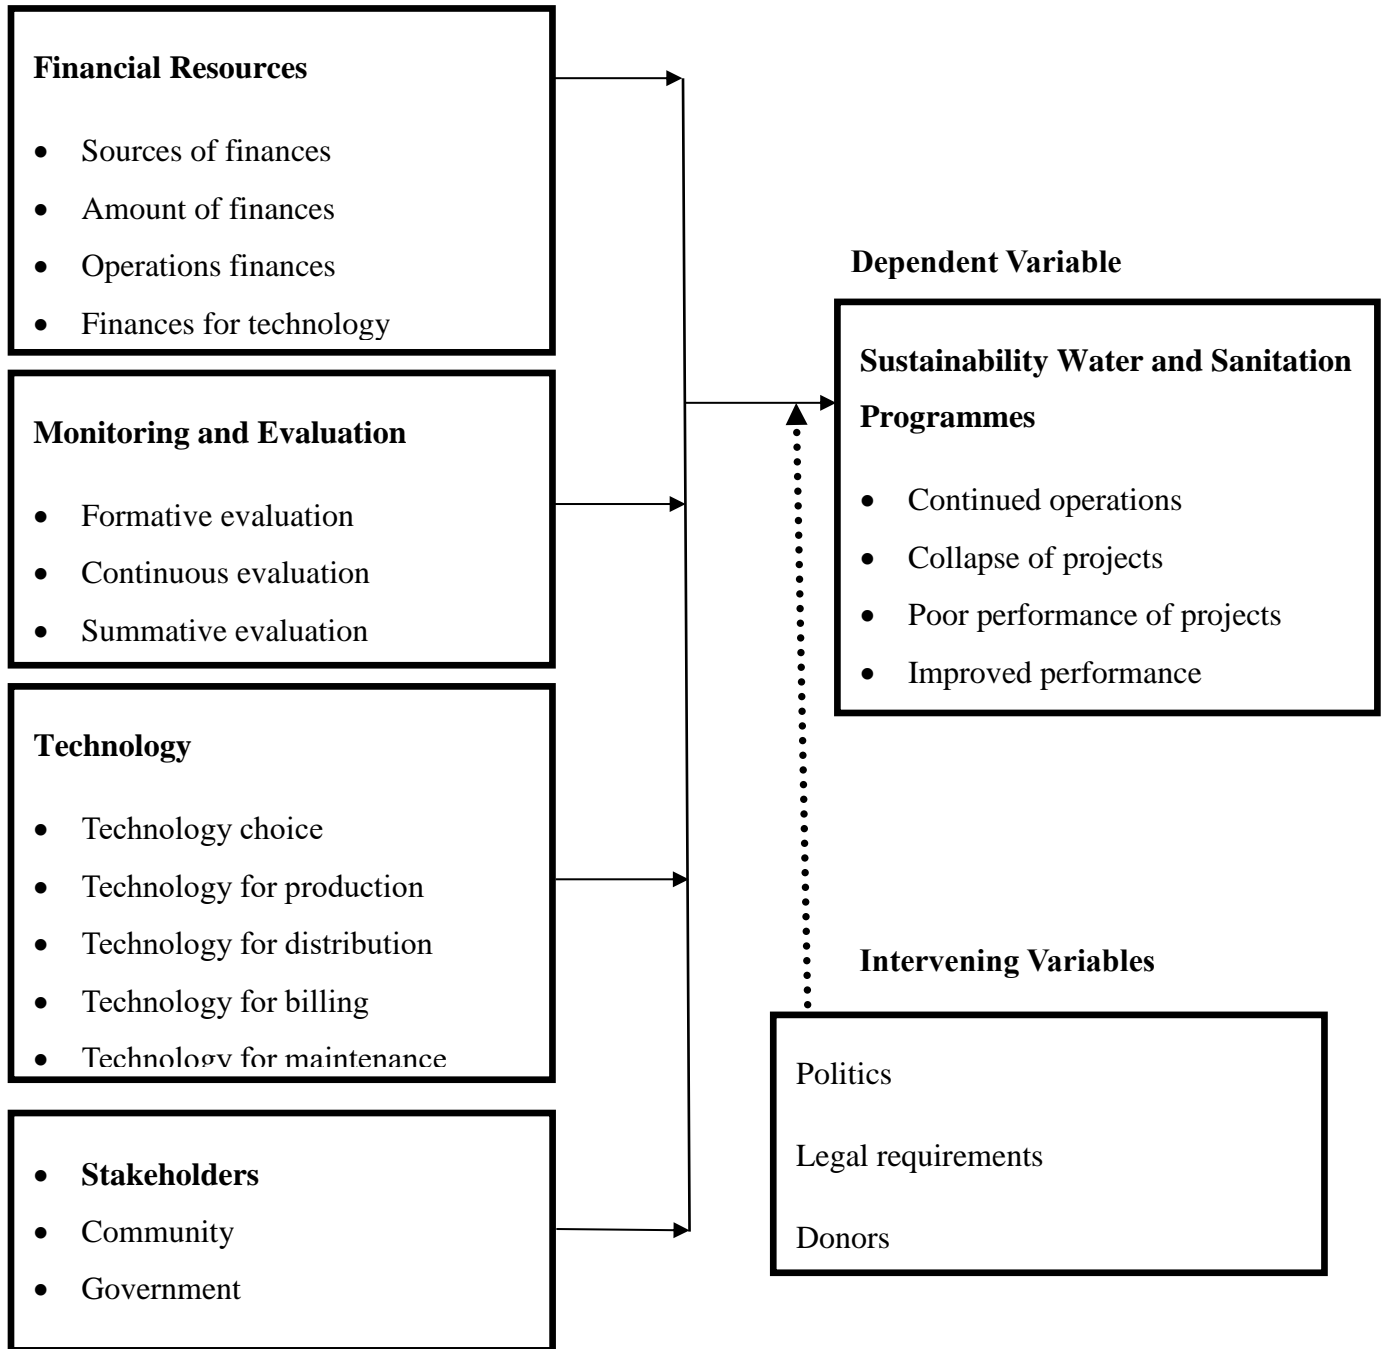 Financial Resources
• Sources of finances
• Amount of finances
• Operations finances
• Finances for technology
Monitoring and Evaluation
• Formative evaluation
• Continuous evaluation
• Summative evaluation
Technology
• Technology choice
• Technology for production
• Technology for distribution
• Technology for billing
• Technology for maintenance
• Stakeholders
• Community
• Government
Dependent Variable
Sustainability Water and Sanitation
Programmes
• Continued operations
• Collapse of projects
• Poor performance of projects
• Improved performance
Intervening Variables
Politics
Legal requirements
Donors